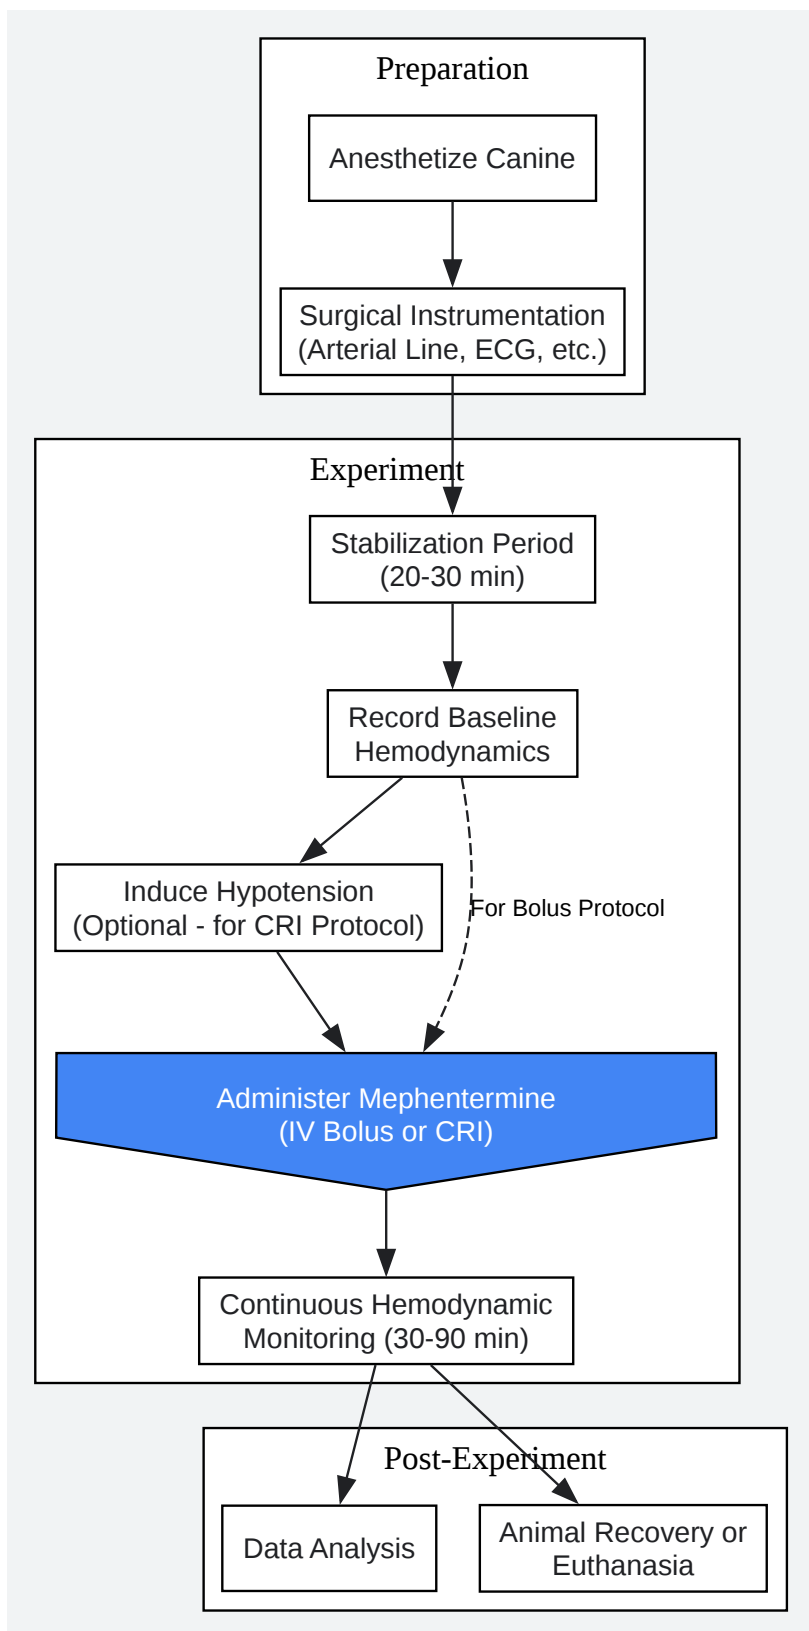 Preparation
Anesthetize Canine
Surgical Instrumentation
(Arterial Line, ECG, etc.)
Experiment
Stabilization Period
(20-30 min)
Record Baseline
Hemodynamics
Induce Hypotension
(Optional - for CRI Protocol)
For Bolus Protocol
Administer Mephentermine
(IV Bolus or CRI)
Continuous Hemodynamic
Monitoring (30-90 min)
Post-Experiment
Data Analysis
Animal Recovery or
Euthanasia